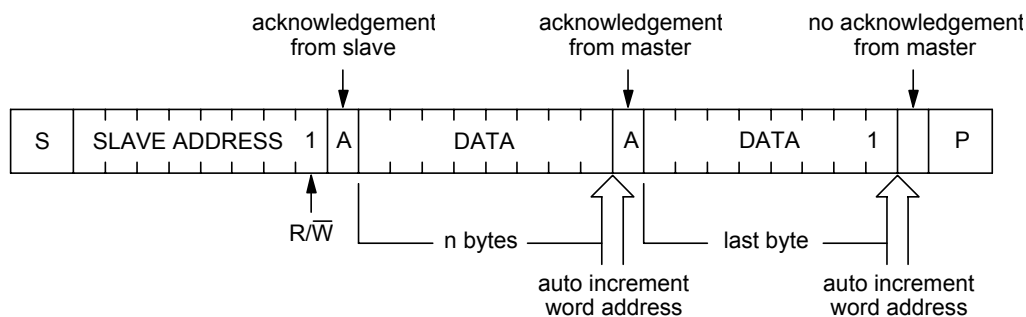 acknowledgement
from slave
acknowledgement
from master
no acknowledgement
from master
S SLAVE ADDRESS 1 A DATA A DATA 1 P
R/W̅
n bytes
last byte
auto increment
word address
auto increment
word address